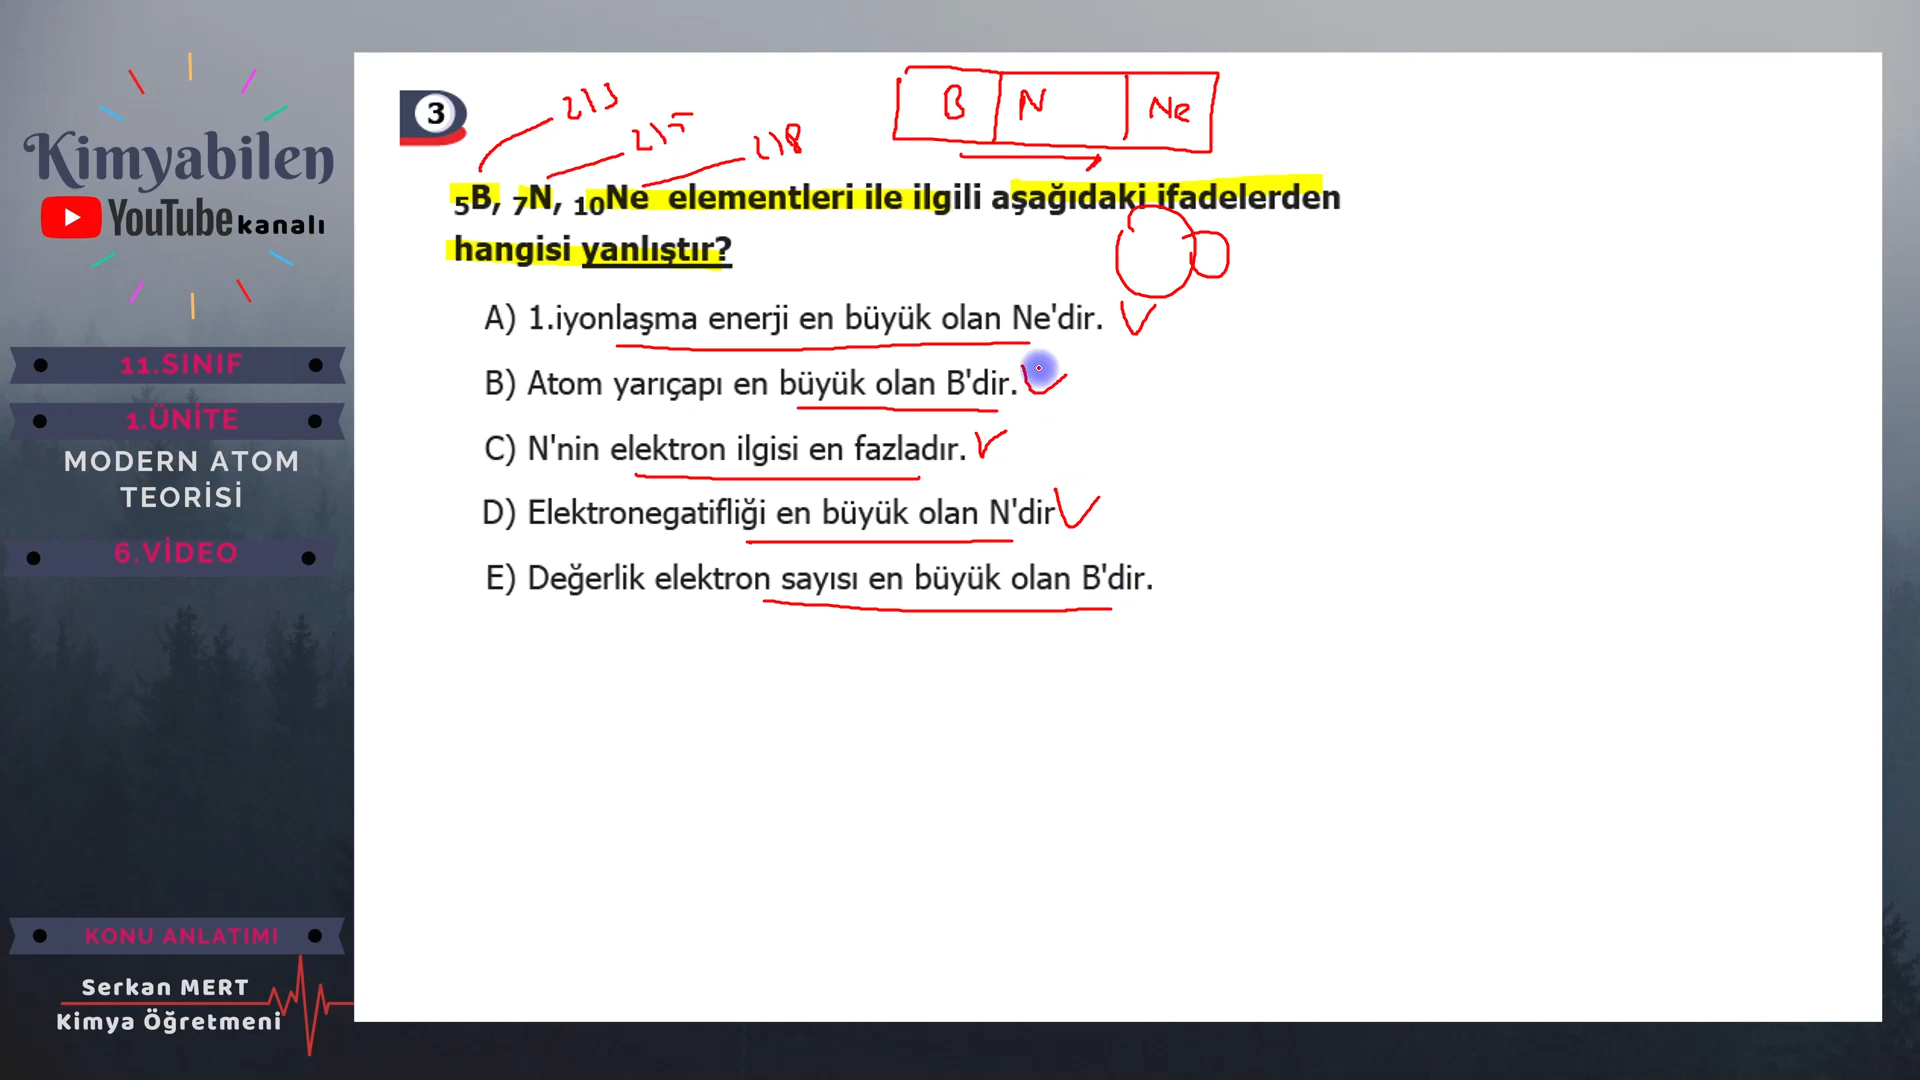 Kimyabilen
YouTube kanalı
11.SINIF
1.ÜNİTE
MODERN ATOM
TEORİSİ
6.VİDEO
KONU ANLATIMI
Serkan MERT
Kimya Öğretmeni
3
2)3
2)5
2)8
B N Ne
₅B, ₇N, ₁₀Ne elementleri ile ilgili aşağıdaki ifadelerden
hangisi yanlıştır?
A) 1.iyonlaşma enerji en büyük olan Ne'dir.
B) Atom yarıçapı en büyük olan B'dir.
C) N'nin elektron ilgisi en fazladır.
D) Elektronegatifliği en büyük olan N'dir
E) Değerlik elektron sayısı en büyük olan B'dir.